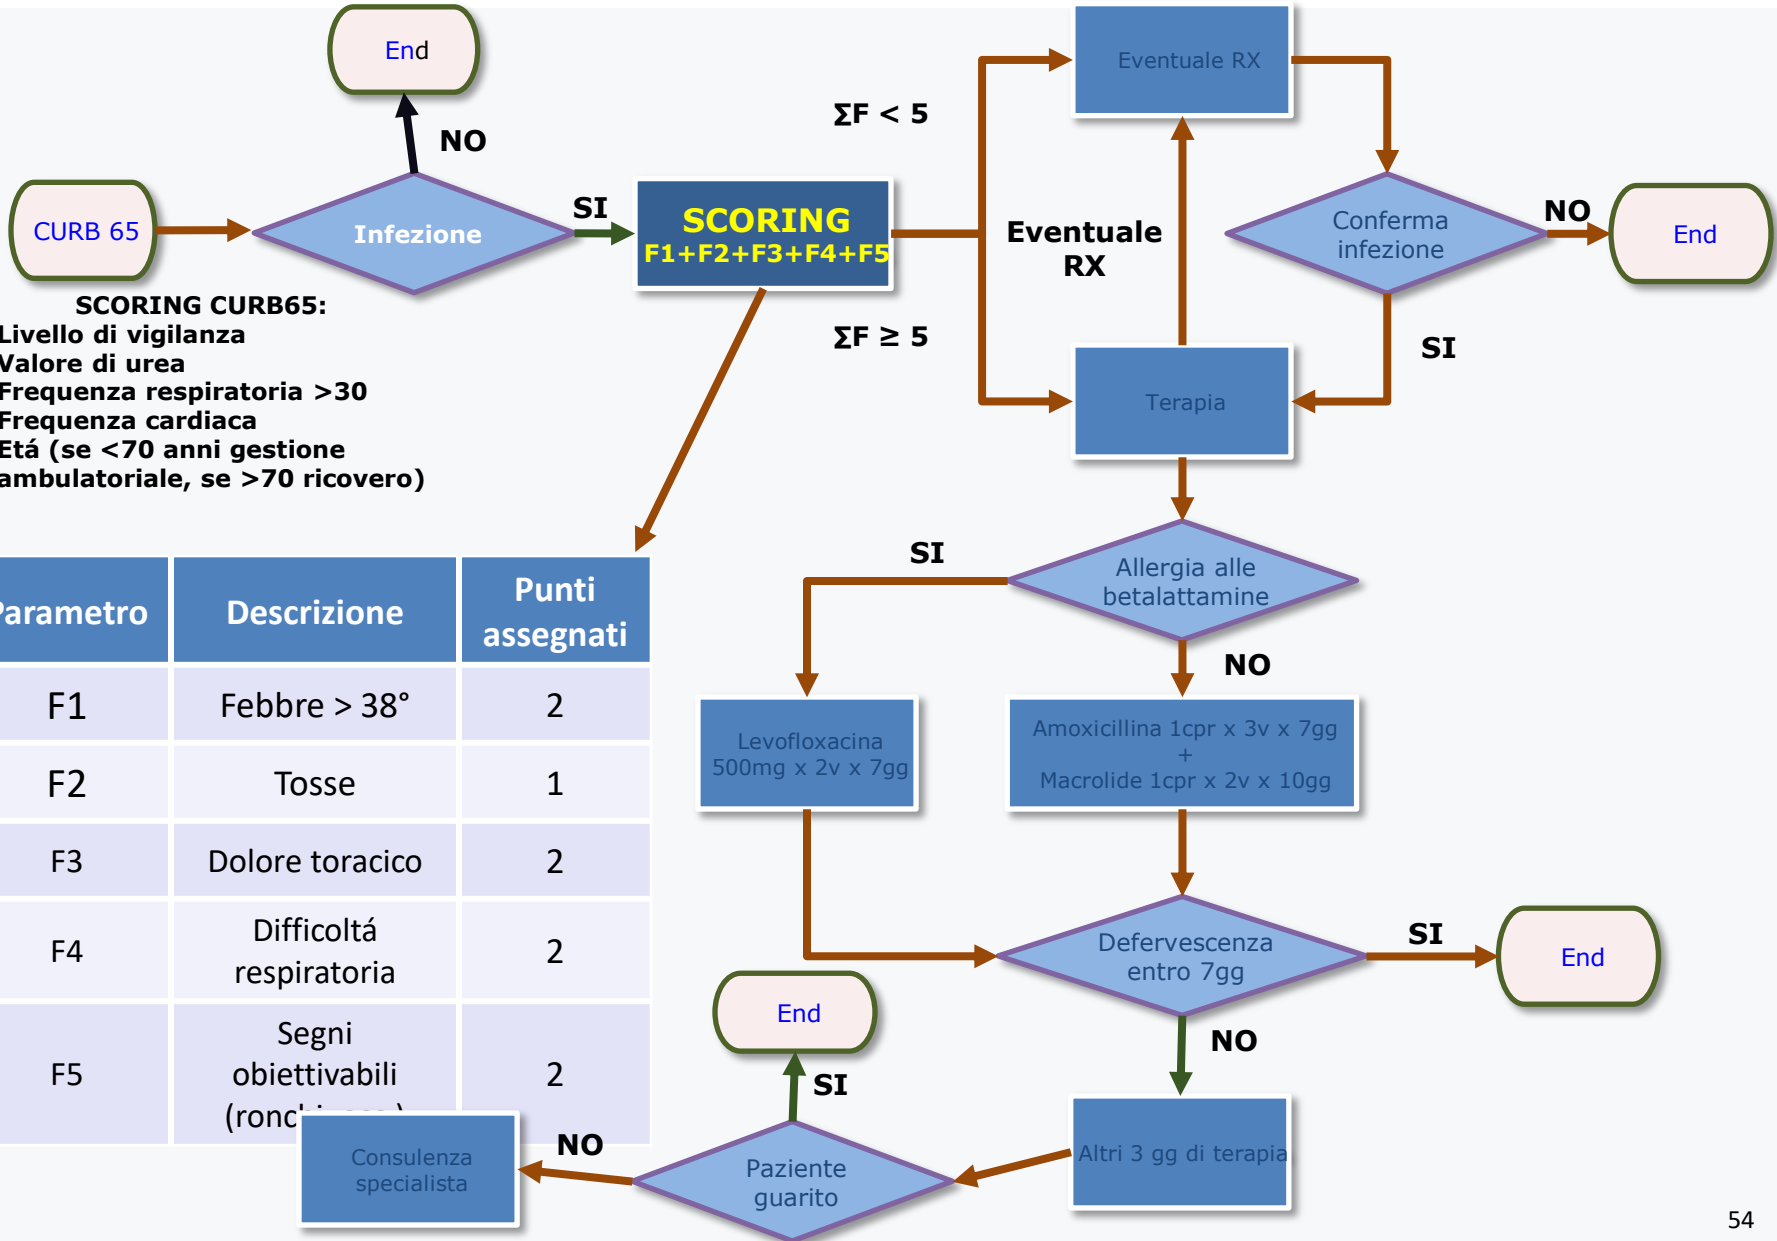 End
NO
CURB 65
Infezione
SI
SCORING
F1+F2+F3+F4+F5
∑F < 5
Eventuale RX
Eventuale
RX
∑F ≥ 5
Conferma
infezione
NO
End
SI
Terapia
SCORING CURB65:
Livello di vigilanza
Valore di urea
Frequenza respiratoria >30
Frequenza cardiaca
Etá (se <70 anni gestione
ambulatoriale, se >70 ricovero)
Parametro
Descrizione
Punti
assegnati
F1
Febbre > 38°
2
F2
Tosse
1
F3
Dolore toracico
2
F4
Difficoltá
respiratoria
2
F5
Segni
obiettivabili
2
Allergia alle
betalattamine
SI
NO
Levofloxacina
500mg x 2v x 7gg
Amoxicillina 1cpr x 3v x 7gg
+
Macrolide 1cpr x 2v x 10gg
Defervescenza
entro 7gg
SI
End
NO
Altri 3 gg di terapia
Paziente
guarito
SI
End
NO
Consulenza
specialista
54